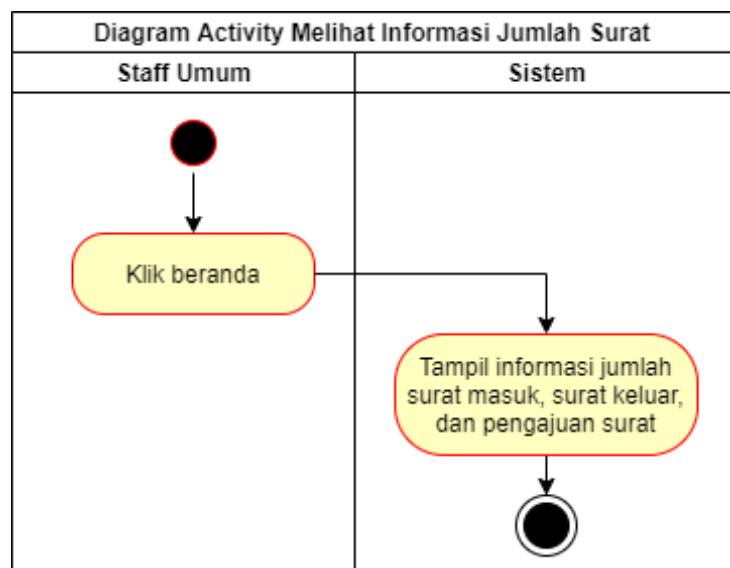 Diagram Activity Melihat Informasi Jumlah Surat
Staff Umum
Sistem
Klik beranda
Tampil informasi jumlah
surat masuk, surat keluar,
dan pengajuan surat